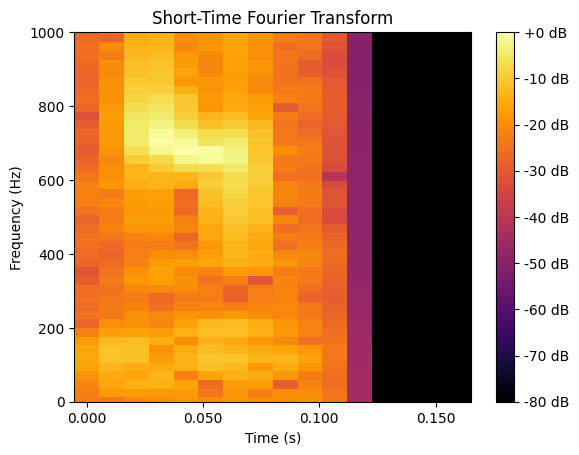 Short-Time Fourier Transform
Frequency (Hz)
1000
800
600
400
200
0
0.000
0.050
0.100
0.150
Time (s)
+0 dB
-10 dB
-20 dB
-30 dB
-40 dB
-50 dB
-60 dB
-70 dB
-80 dB